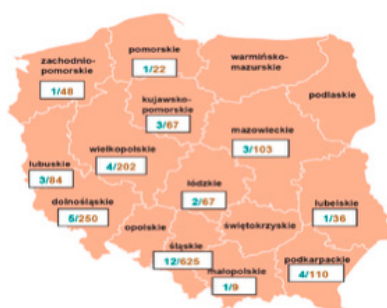 pomorskie
1/22
warmińsko-
mazurskie
zachodnio-
pomorskie
1/48
podlaskie
kujawsko-
pomorskie
3/67
mazowieckie
3/103
wielkopolskie
4/202
lubuskie
3/84
łódzkie
2/67
dolnośląskie
5/250
lubelskie
1/36
opolskie
świętokrzyskie
śląskie
12/625
podkarpackie
4/110
małopolskie
1/9